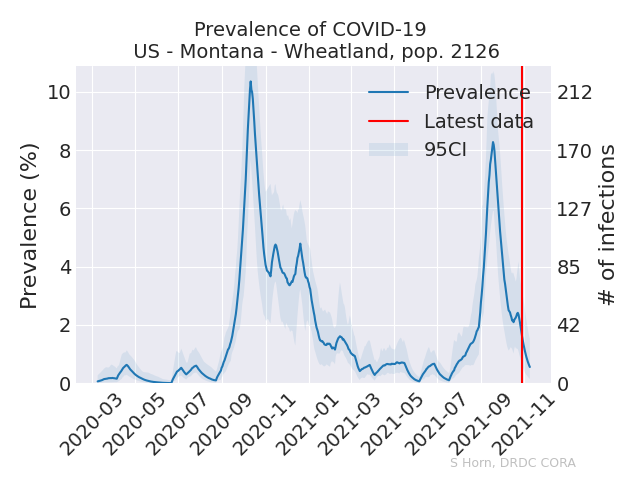 Prevalence of COVID-19
US - Montana - Wheatland, pop. 2126
Prevalence
Latest data
95CI
Prevalence (%)
10
8
6
4
2
0
212
170
127
85
42
0
# of infections
2020-03
2020-05
2020-07
2020-09
2020-11
2021-01
2021-03
2021-05
2021-07
2021-09
2021-11
S Horn, DRDC CORA